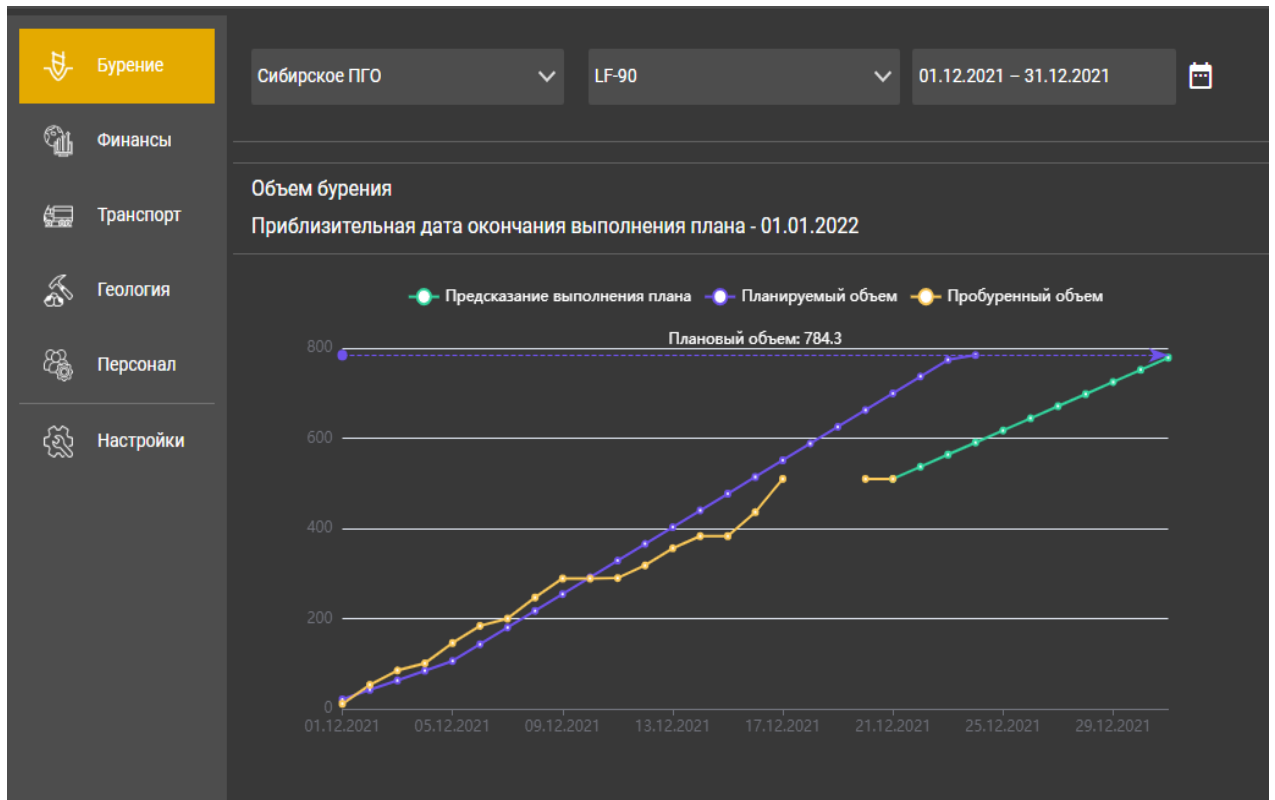 Бурение
Финансы
Транспорт
Геология
Персонал
Настройки
Сибирское ПГО
LF-90
01.12.2021 – 31.12.2021
Объем бурения
Приблизительная дата окончания выполнения плана - 01.01.2022
Предсказание выполнения плана Планируемый объем Пробуренный объем
Плановый объем: 784.3
800
600
400
200
0
01.12.2021 05.12.2021 09.12.2021 13.12.2021 17.12.2021 21.12.2021 25.12.2021 29.12.2021